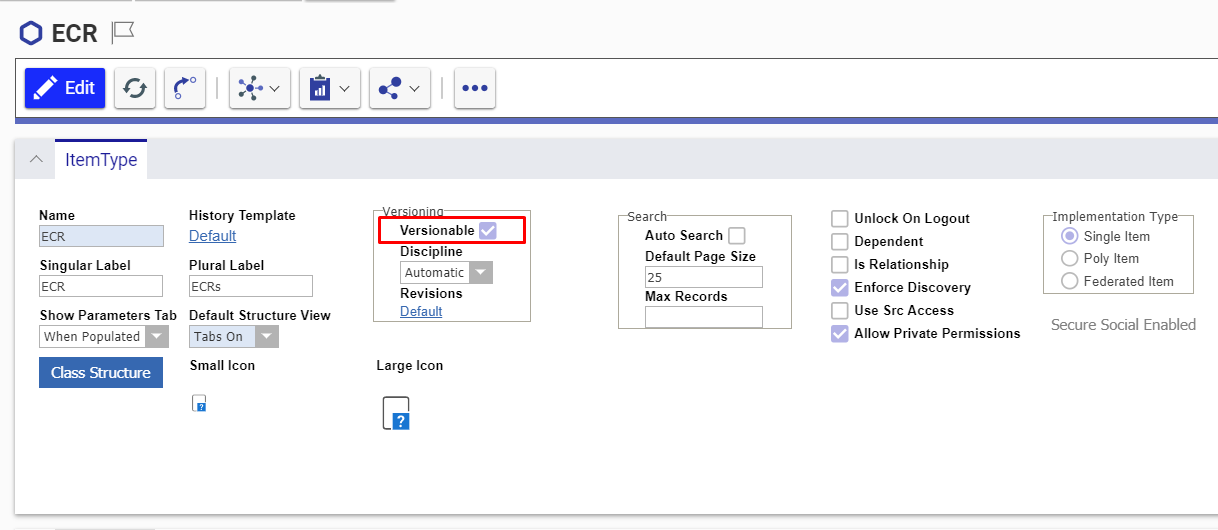 ECR
Edit
ItemType
Name
ECR
History Template
Default
Singular Label
ECR
Plural Label
ECRs
Show Parameters Tab
When Populated
Default Structure View
Tabs On
Class Structure
Small Icon
?
Large Icon
?
Versioning
Versionable
Discipline
Automatic
Revisions
Default
Search
Auto Search
Default Page Size
25
Max Records
Unlock On Logout
Dependent
Is Relationship
Enforce Discovery
Use Src Access
Allow Private Permissions
Implementation Type
Single Item
Poly Item
Federated Item
Secure Social Enabled